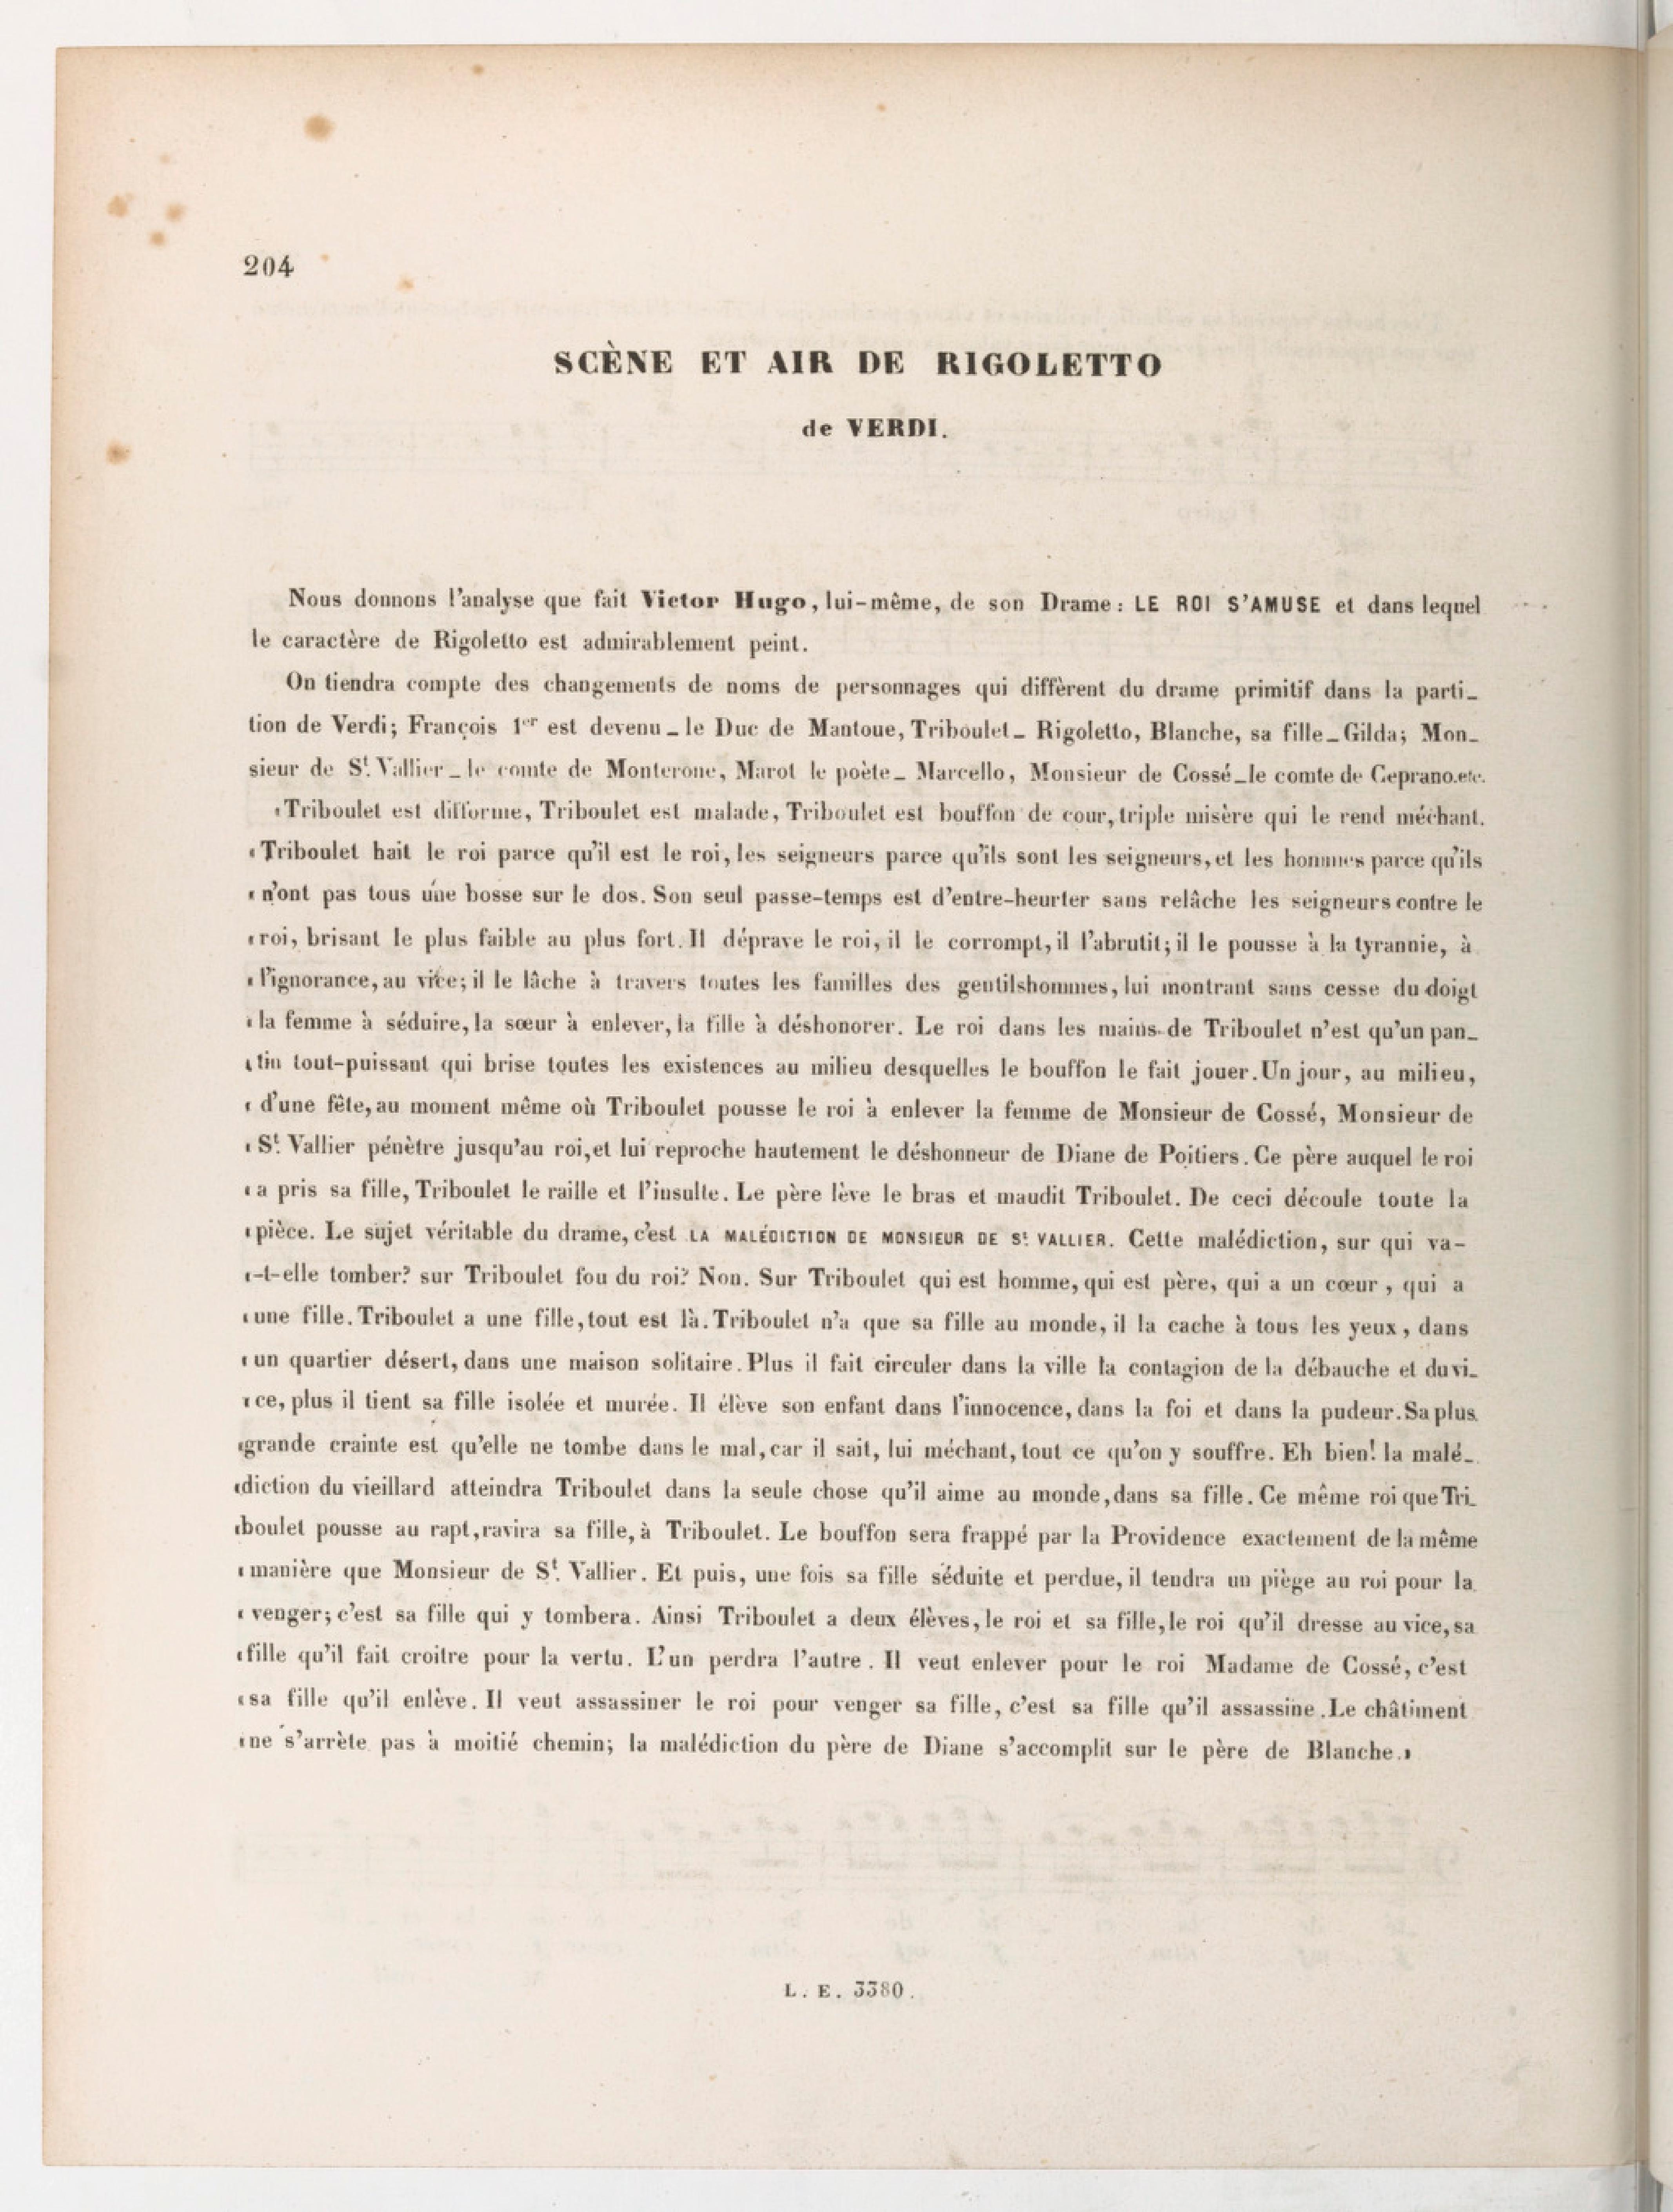 204
SCÈNE ET AIR DE RIGOLETTO
de VERDI.
Nous donnons l'analyse que fait Victor Hugo, lui-même, de son Drame: LE ROI S'AMUSE et dans lequel
le caractère de Rigoletto est admirablement peint.
On tiendra compte des changements de noms de personnages qui diffèrent du drame primitif dans la parti_
tion de Verdi; François 1er est devenu _ le Duc de Mantoue, Triboulet _ Rigoletto, Blanche, sa fille _ Gilda; Mon_
sieur de St. Vallier _ le comte de Monterone, Marot le poète _ Marcello, Monsieur de Cossé _ le comte de Ceprano.etc.
«Triboulet est difforme, Triboulet est malade, Triboulet est bouffon de cour, triple misère qui le rend méchant.
«Triboulet hait le roi parce qu'il est le roi, les seigneurs parce qu'ils sont les seigneurs, et les hommes parce qu'ils
«n'ont pas tous une bosse sur le dos. Son seul passe-temps est d'entre-heurter sans relâche les seigneurs contre le
«roi, brisant le plus faible au plus fort. Il déprave le roi, il le corrompt, il l'abrutit; il le pousse à la tyrannie, à
«l'ignorance, au vice; il le lâche à travers toutes les familles des gentilshommes, lui montrant sans cesse du doigt
«la femme à séduire, la sœur à enlever, la fille à déshonorer. Le roi dans les mains de Triboulet n'est qu'un pan_
«tin tout-puissant qui brise toutes les existences au milieu desquelles le bouffon le fait jouer. Un jour, au milieu,
«d'une fête, au moment même où Triboulet pousse le roi à enlever la femme de Monsieur de Cossé, Monsieur de
«St. Vallier pénètre jusqu'au roi, et lui reproche hautement le déshonneur de Diane de Poitiers. Ce père auquel le roi
«a pris sa fille, Triboulet le raille et l'insulte. Le père lève le bras et maudit Triboulet. De ceci découle toute la
«pièce. Le sujet véritable du drame, c'est LA MALÉDICTION DE MONSIEUR DE St. VALLIER. Cette malédiction, sur qui va-
«-t-elle tomber? sur Triboulet fou du roi? Non. Sur Triboulet qui est homme, qui est père, qui a un cœur, qui a
«une fille. Triboulet a une fille, tout est là. Triboulet n'a que sa fille au monde, il la cache à tous les yeux, dans
«un quartier désert, dans une maison solitaire. Plus il fait circuler dans la ville la contagion de la débauche et du vi_
«ce, plus il tient sa fille isolée et murée. Il élève son enfant dans l'innocence, dans la foi et dans la pudeur. Sa plus
«grande crainte est qu'elle ne tombe dans le mal, car il sait, lui méchant, tout ce qu'on y souffre. Eh bien! la malé_
«diction du vieillard atteindra Triboulet dans la seule chose qu'il aime au monde, dans sa fille. Ce même roi que Tri_
«boulet pousse au rapt, ravira sa fille, à Triboulet. Le bouffon sera frappé par la Providence exactement de la même
«manière que Monsieur de St. Vallier. Et puis, une fois sa fille séduite et perdue, il tendra un piège au roi pour la
«venger; c'est sa fille qui y tombera. Ainsi Triboulet a deux élèves, le roi et sa fille, le roi qu'il dresse au vice, sa
«fille qu'il fait croitre pour la vertu. L'un perdra l'autre. Il veut enlever pour le roi Madame de Cossé, c'est
«sa fille qu'il enlève. Il veut assassiner le roi pour venger sa fille, c'est sa fille qu'il assassine. Le châtiment
«ne s'arrète pas à moitié chemin; la malédiction du père de Diane s'accomplit sur le père de Blanche.»
L. E. 3380.